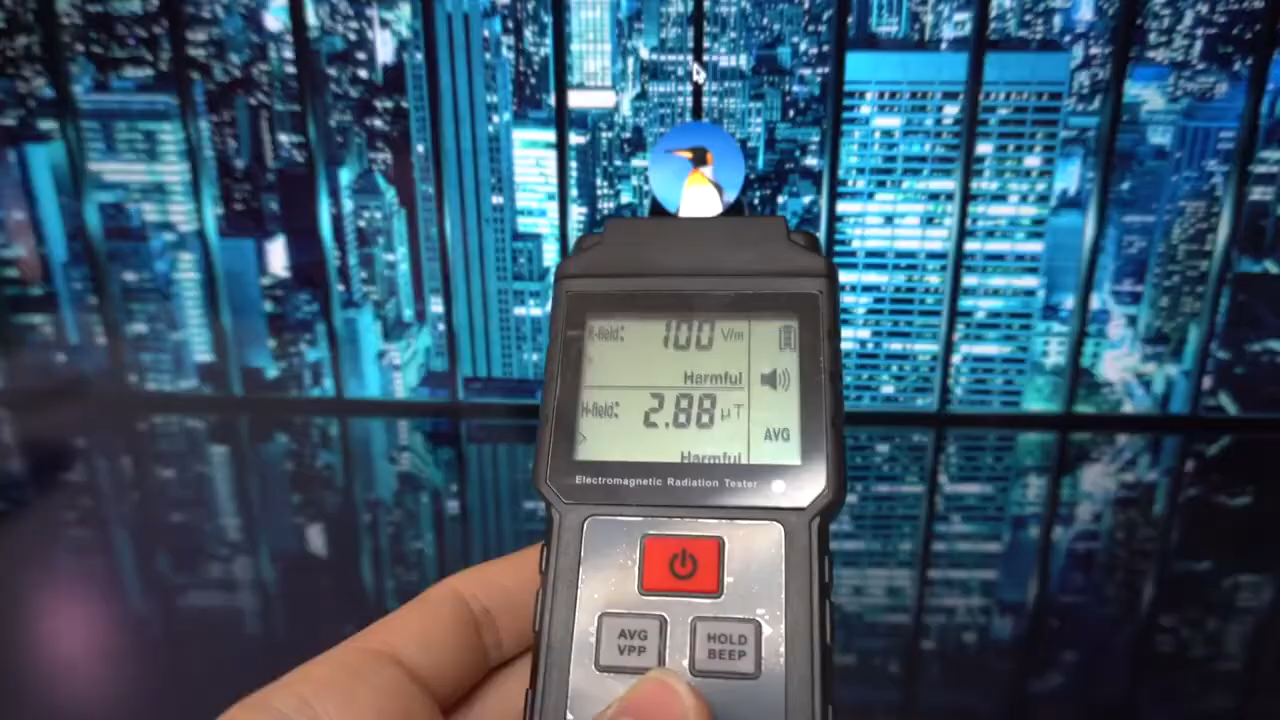 E-field: 100 V/m
Harmful
H-field: 2.88 μT
Harmful
AVG
Electromagnetic Radiation Tester
AVG
VPP
HOLD
BEEP